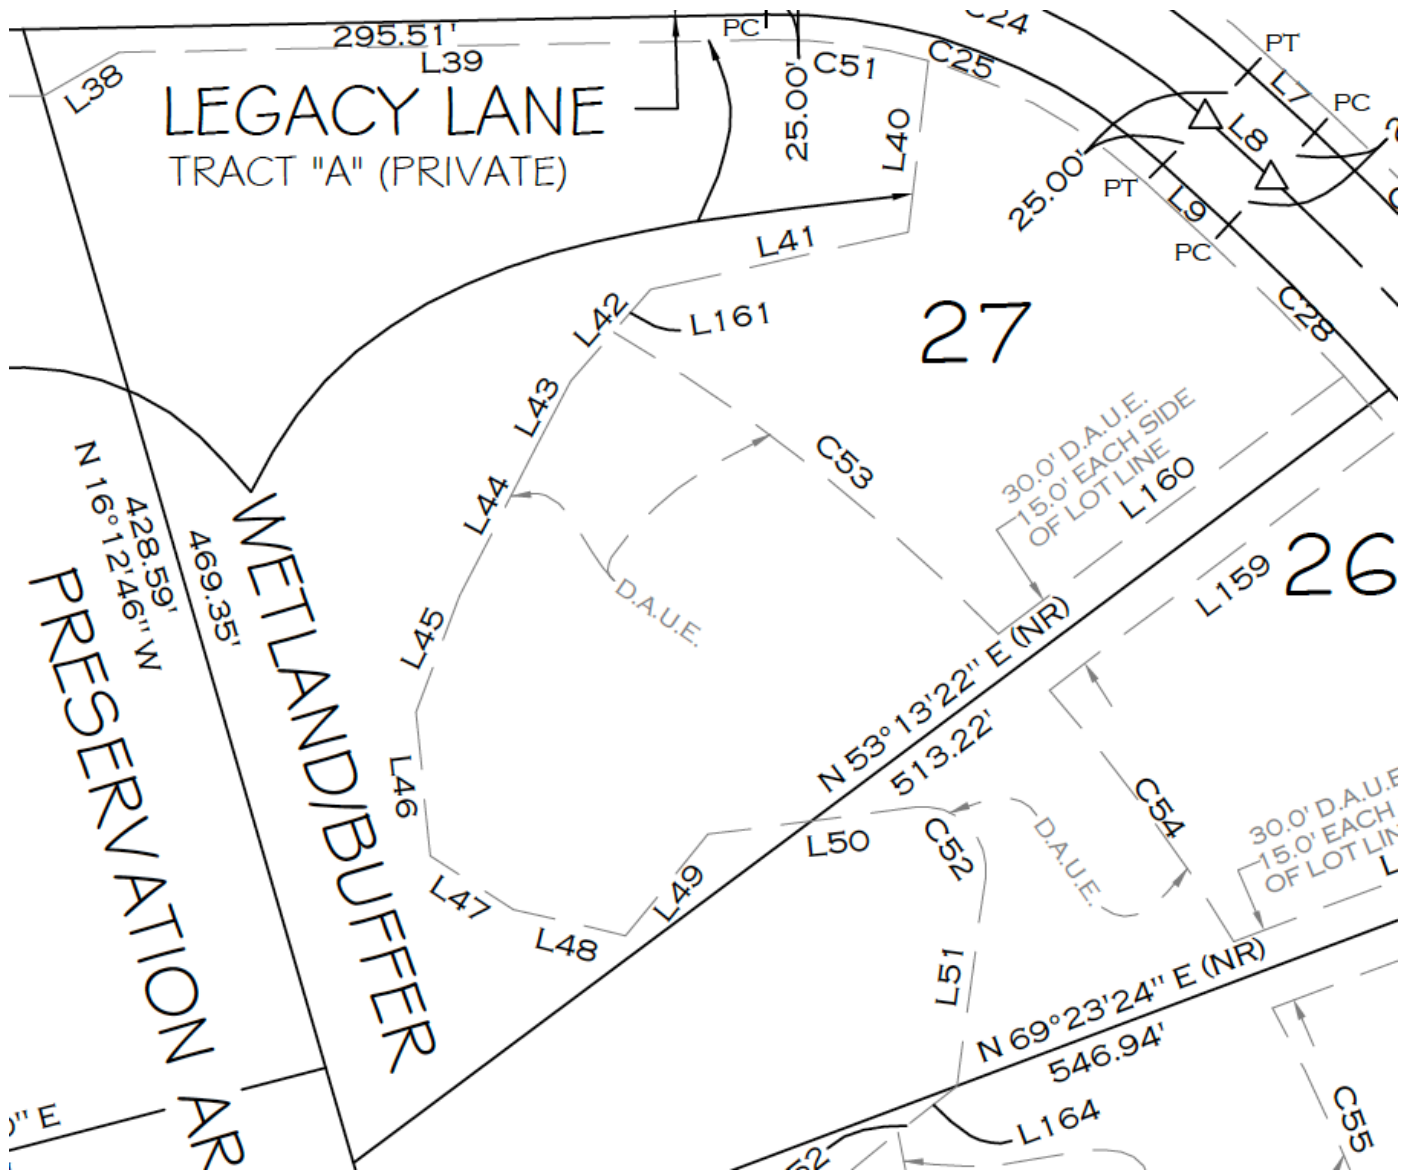 295.51'
L38
L39
PC
C51
C25
C24
PT
L7
PC
LEGACY LANE
TRACT "A" (PRIVATE)
25.00'
L40
L8
25.00'
PT
L9
PC
L41
L42
L161
27
C28
L43
C53
30.0' D.A.U.E.
15.0' EACH SIDE
OF LOT LINE
L160
L44
N 16°12'46" W
428.59'
469.35'
WETLAND/BUFFER
PRESERVATION AR
D.A.U.E.
L159
26
L45
N 53°13'22" E (NR)
513.22'
L46
C54
L50
C52
D.A.U.E.
30.0' D.A.U.E
15.0' EACH
OF LOT LIN
L47
L49
L48
L51
N 69°23'24" E (NR)
546.94'
" E
L164
C55
52